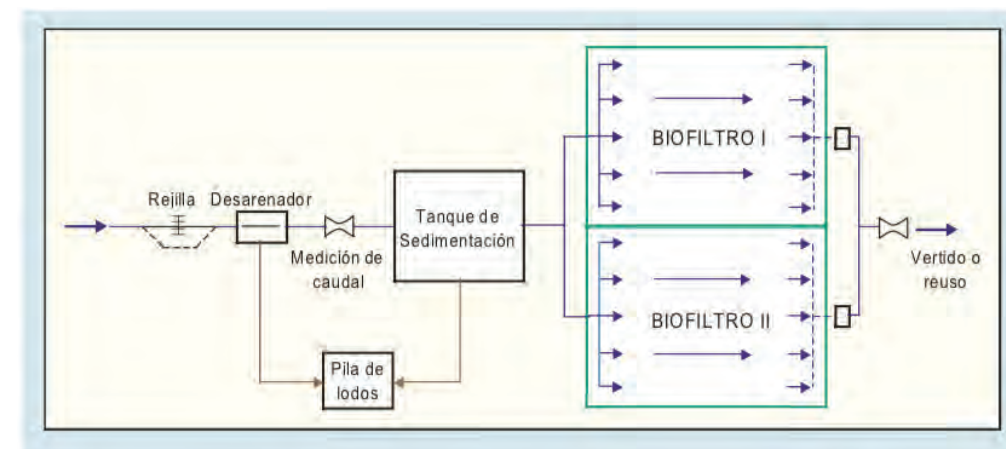 Rejilla
Desarenador
Medición de
caudal
Tanque de
Sedimentación
Pila de
lodos
BIOFILTRO I
BIOFILTRO II
Vertido o
reuso